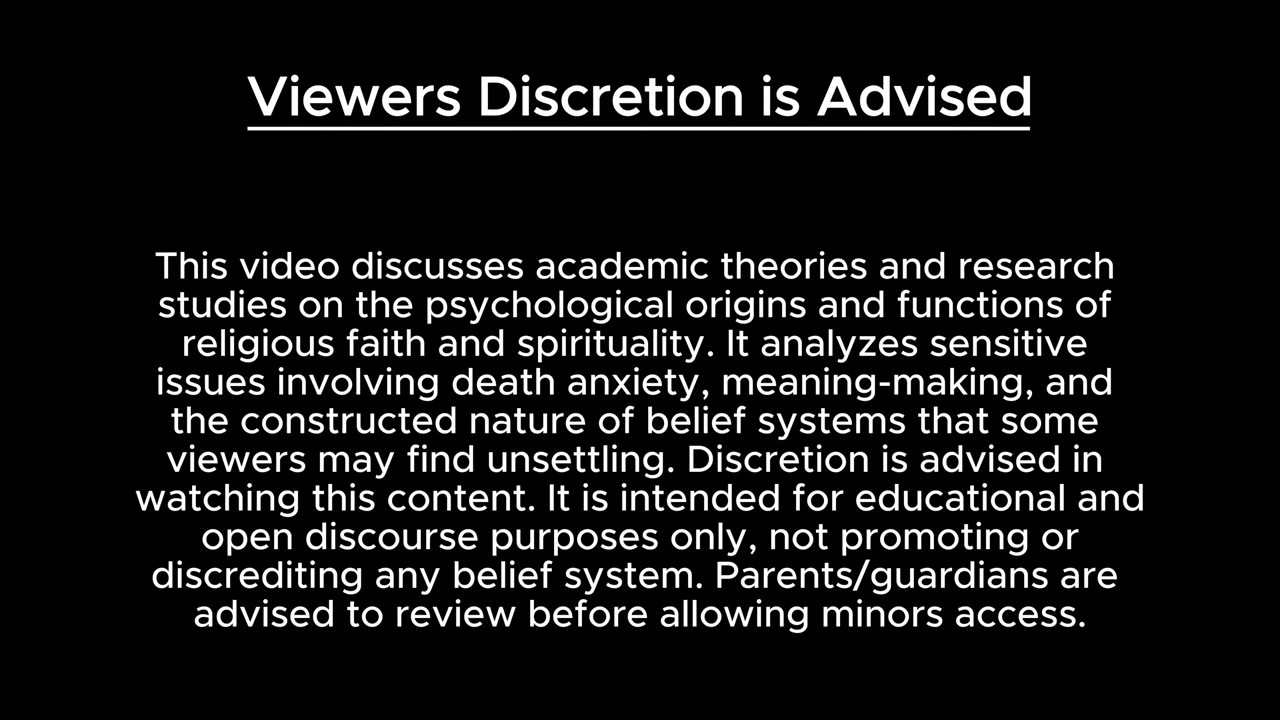 Viewers Discretion is Advised
This video discusses academic theories and research
studies on the psychological origins and functions of
religious faith and spirituality. It analyzes sensitive
issues involving death anxiety, meaning-making, and
the constructed nature of belief systems that some
viewers may find unsettling. Discretion is advised in
watching this content. It is intended for educational and
open discourse purposes only, not promoting or
discrediting any belief system. Parents/guardians are
advised to review before allowing minors access.